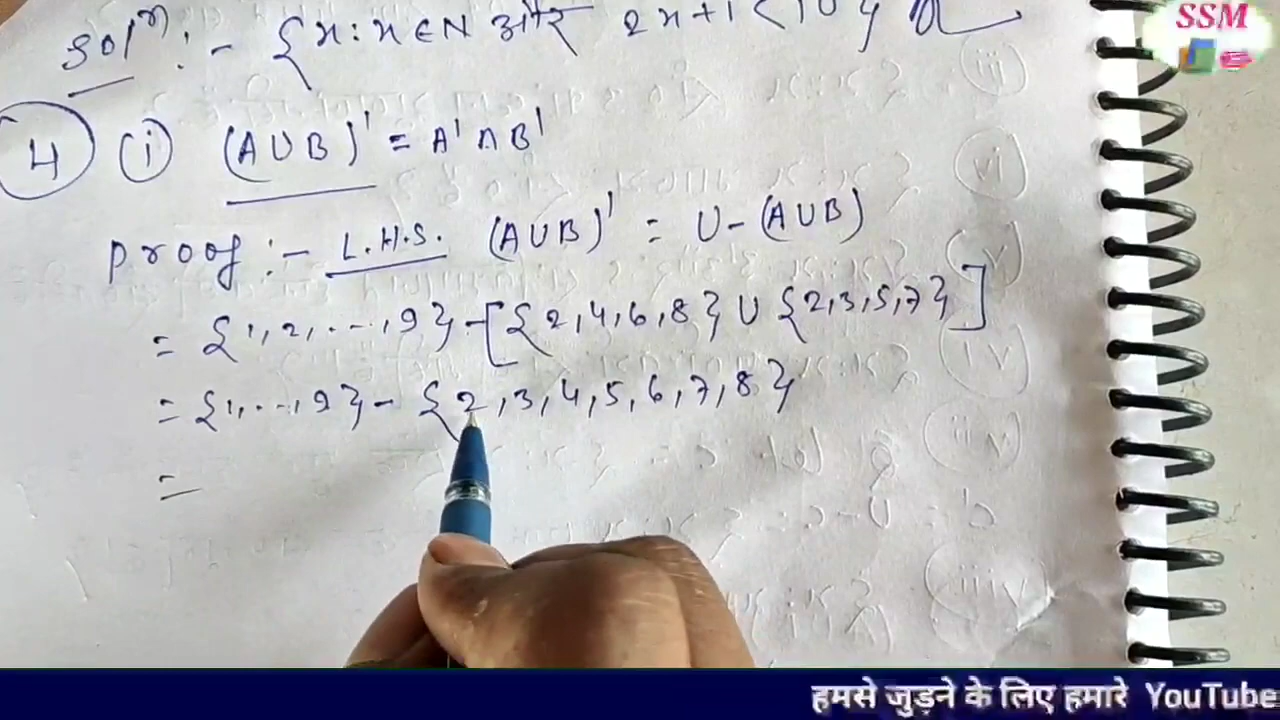 Solⁿ :- {x : x ∈ N और 2x+1 < 10}
SSM
4 (i) (A∪B)' = A' ∩ B'
Proof :- L.H.S. (A∪B)' = U - (A∪B)
= {1, 2, ...., 9} - [{2, 4, 6, 8} ∪ {2, 3, 5, 7}]
= {1, ..., 9} - {2, 3, 4, 5, 6, 7, 8}
=
हमसे जुड़ने के लिए हमारे YouTube